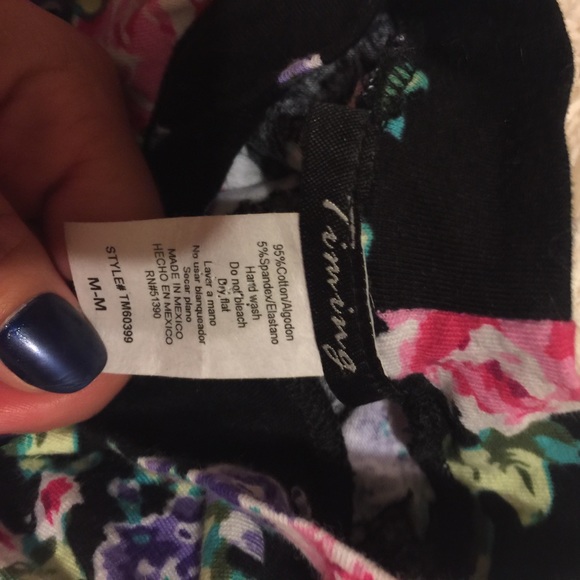 Timing
95%Cotton/Algodon
5%Spandex/Elastano
Hand wash
Do not bleach
Dry flat
Laver a mano
No usar blanqueador
Secar plano
MADE IN MEXICO
HECHO EN MEXICO
RN#51390
STYLE# TM60399
M-M